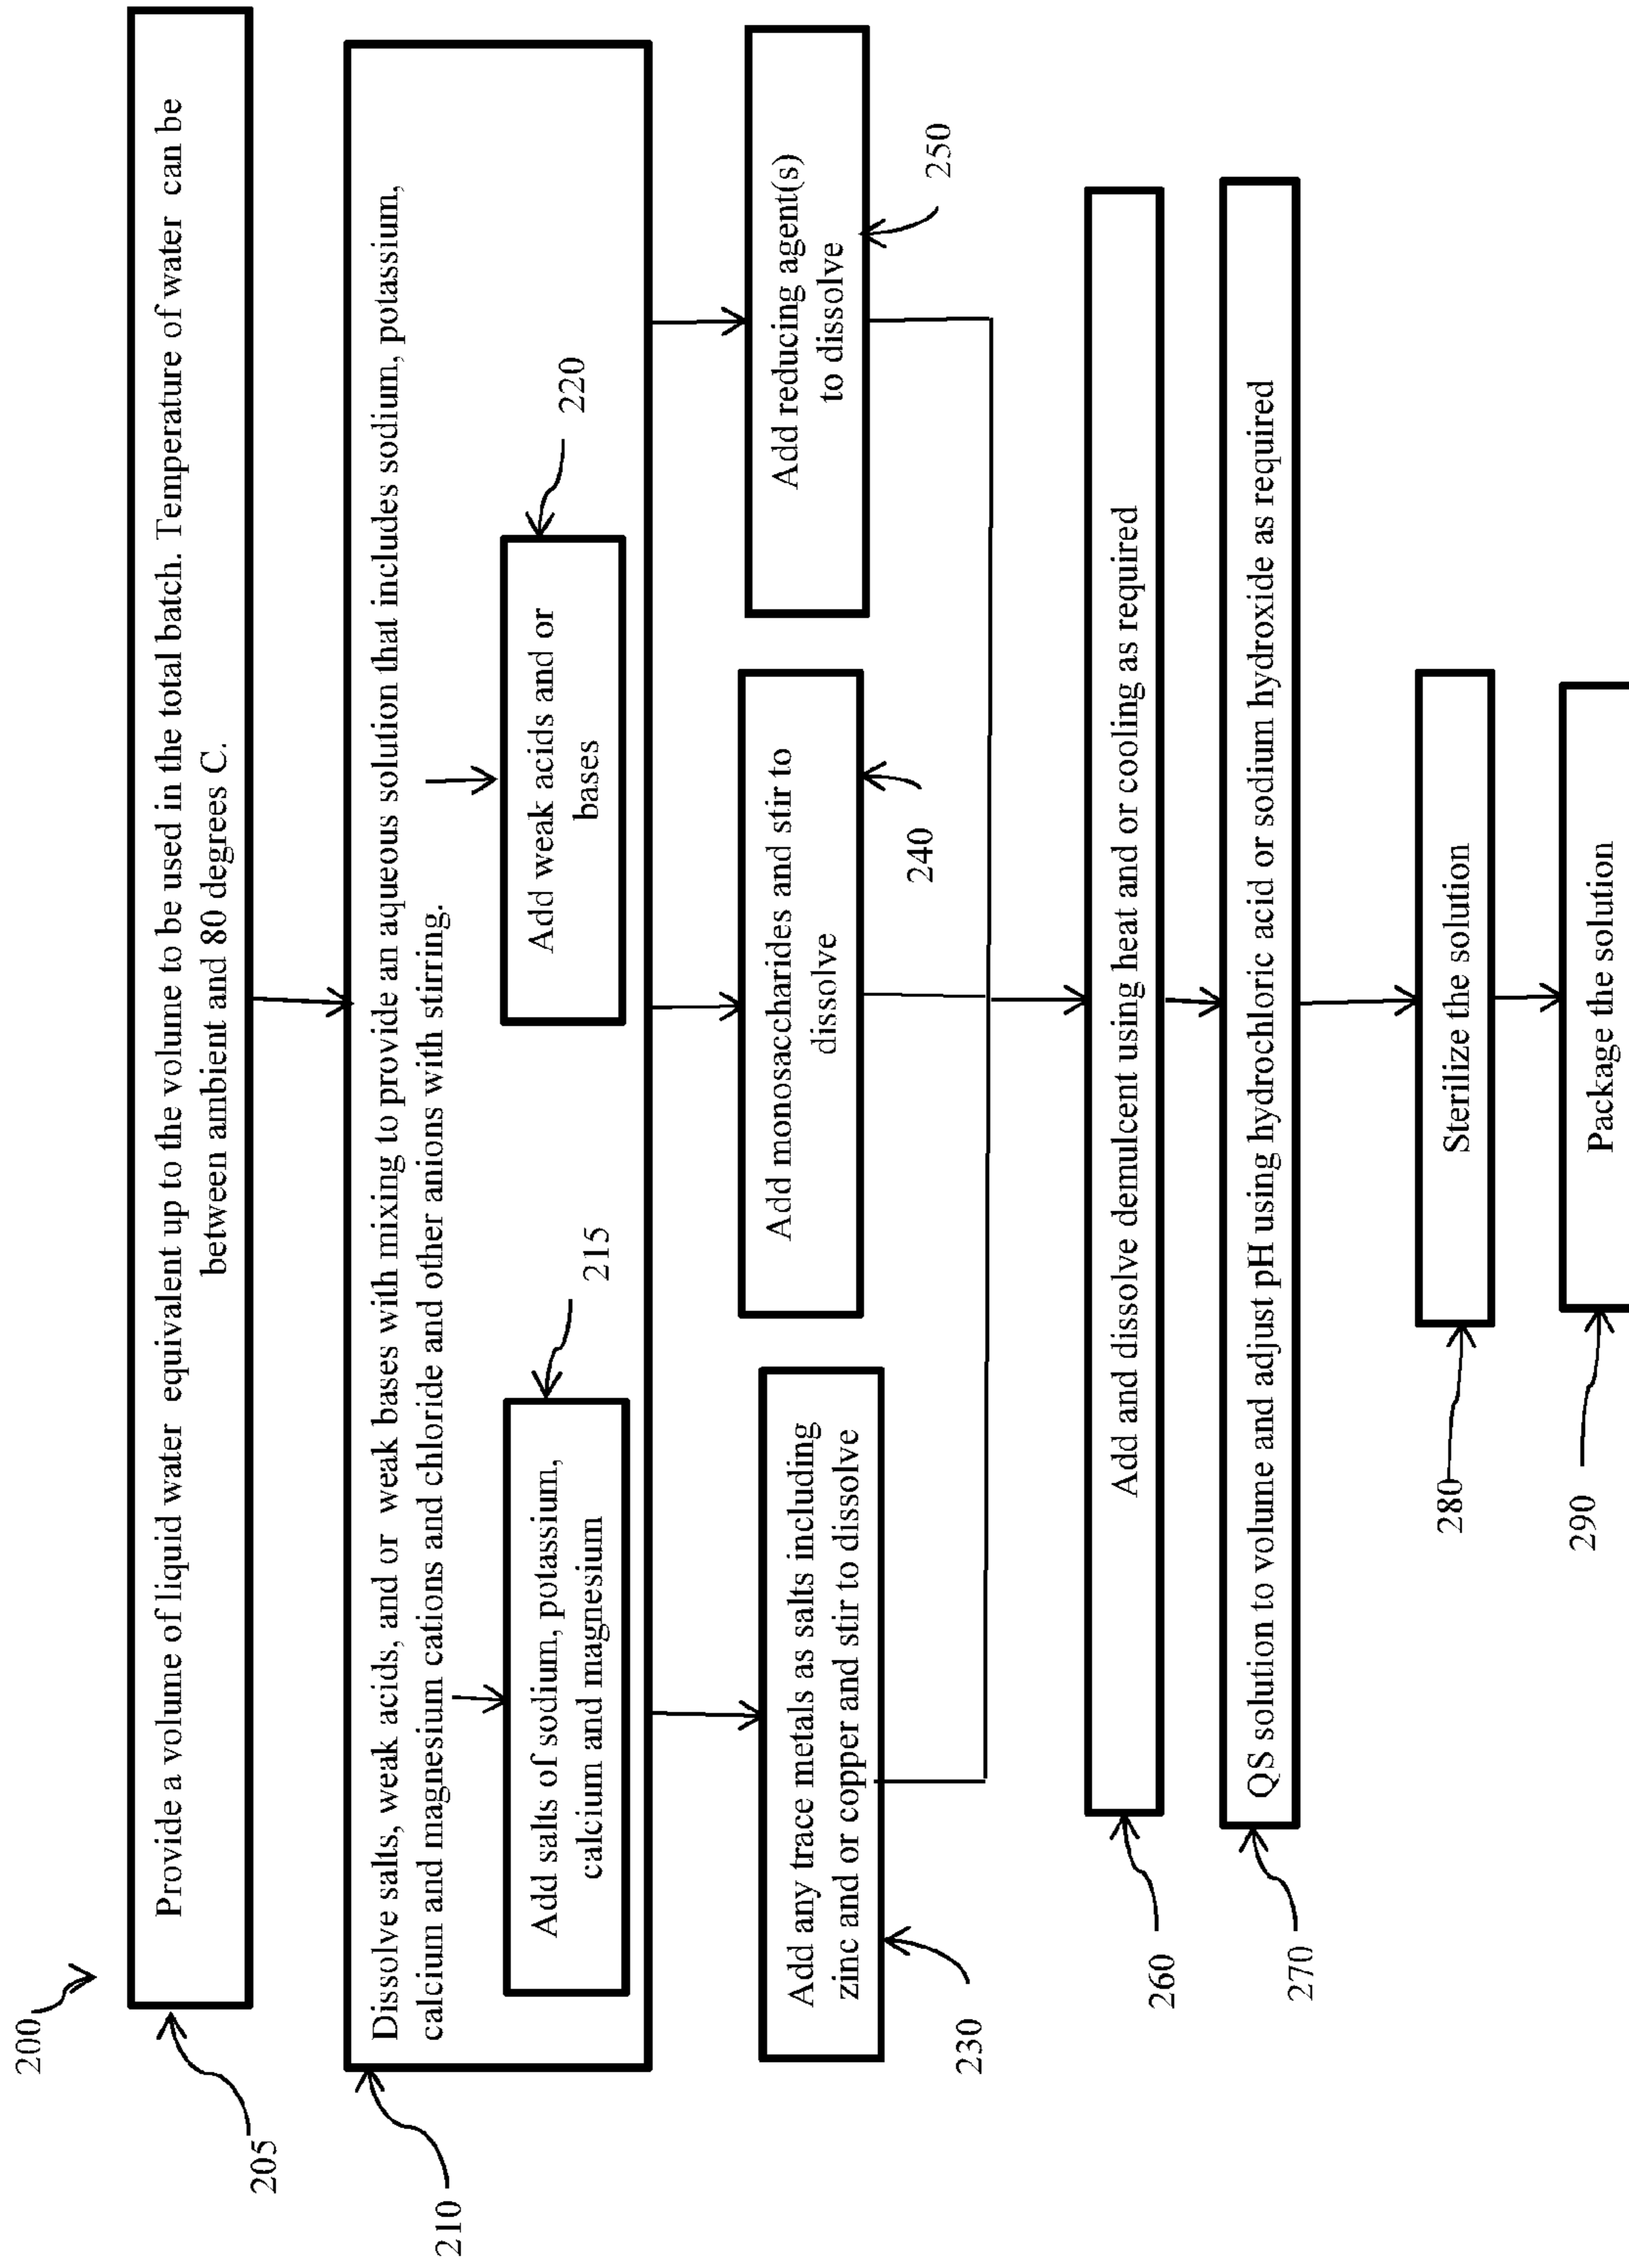 200
205
Provide a volume of liquid water equivalent up to the volume to be used in the total batch. Temperature of water can be
between ambient and 80 degrees C.
210
Dissolve salts, weak acids, and or weak bases with mixing to provide an aqueous solution that includes sodium, potassium,
calcium and magnesium cations and chloride and other anions with stirring.
215
Add salts of sodium, potassium,
calcium and magnesium
220
Add weak acids and or
bases
230
Add any trace metals as salts including
zinc and or copper and stir to dissolve
240
Add monosaccharides and stir to
dissolve
250
Add reducing agent(s)
to dissolve
260
Add and dissolve demulcent using heat and or cooling as required
270
QS solution to volume and adjust pH using hydrochloric acid or sodium hydroxide as required
280
Sterilize the solution
290
Package the solution